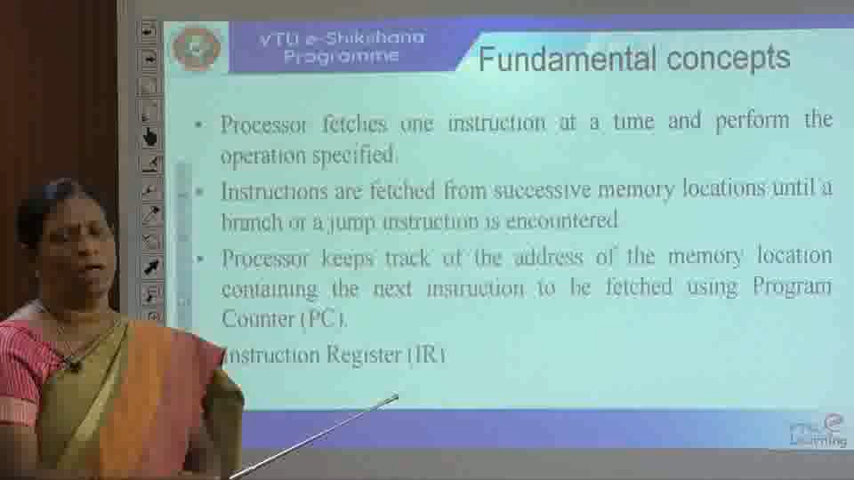 VTU e-Shikshana
Programme
Fundamental concepts
• Processor fetches one instruction at a time and perform the
operation specified.
• Instructions are fetched from successive memory locations until a
branch or a jump instruction is encountered
• Processor keeps track of the address of the memory location
containing the next instruction to be fetched using Program
Counter (PC).
Instruction Register (IR)
VTU e
Learning